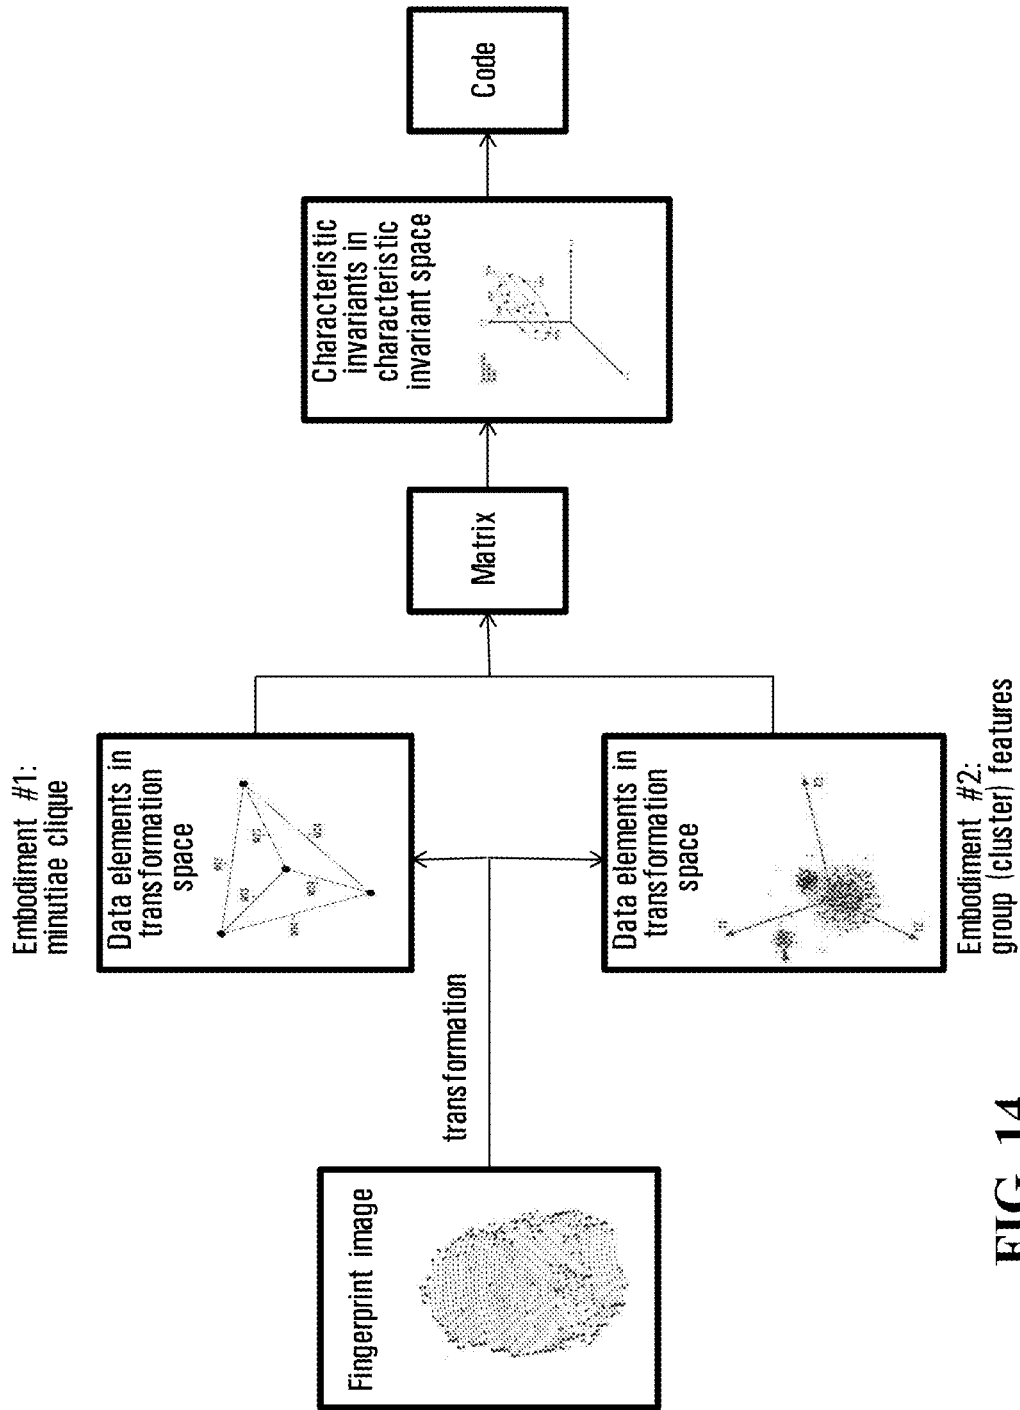 Fingerprint image
transformation
Embodiment #1:
minutiae clique
Data elements in
transformation
space
Data elements in
transformation
space
Embodiment #2:
group (cluster) features
Matrix
Characteristic
invariants in
characteristic
invariant space
Code
FIG. 14